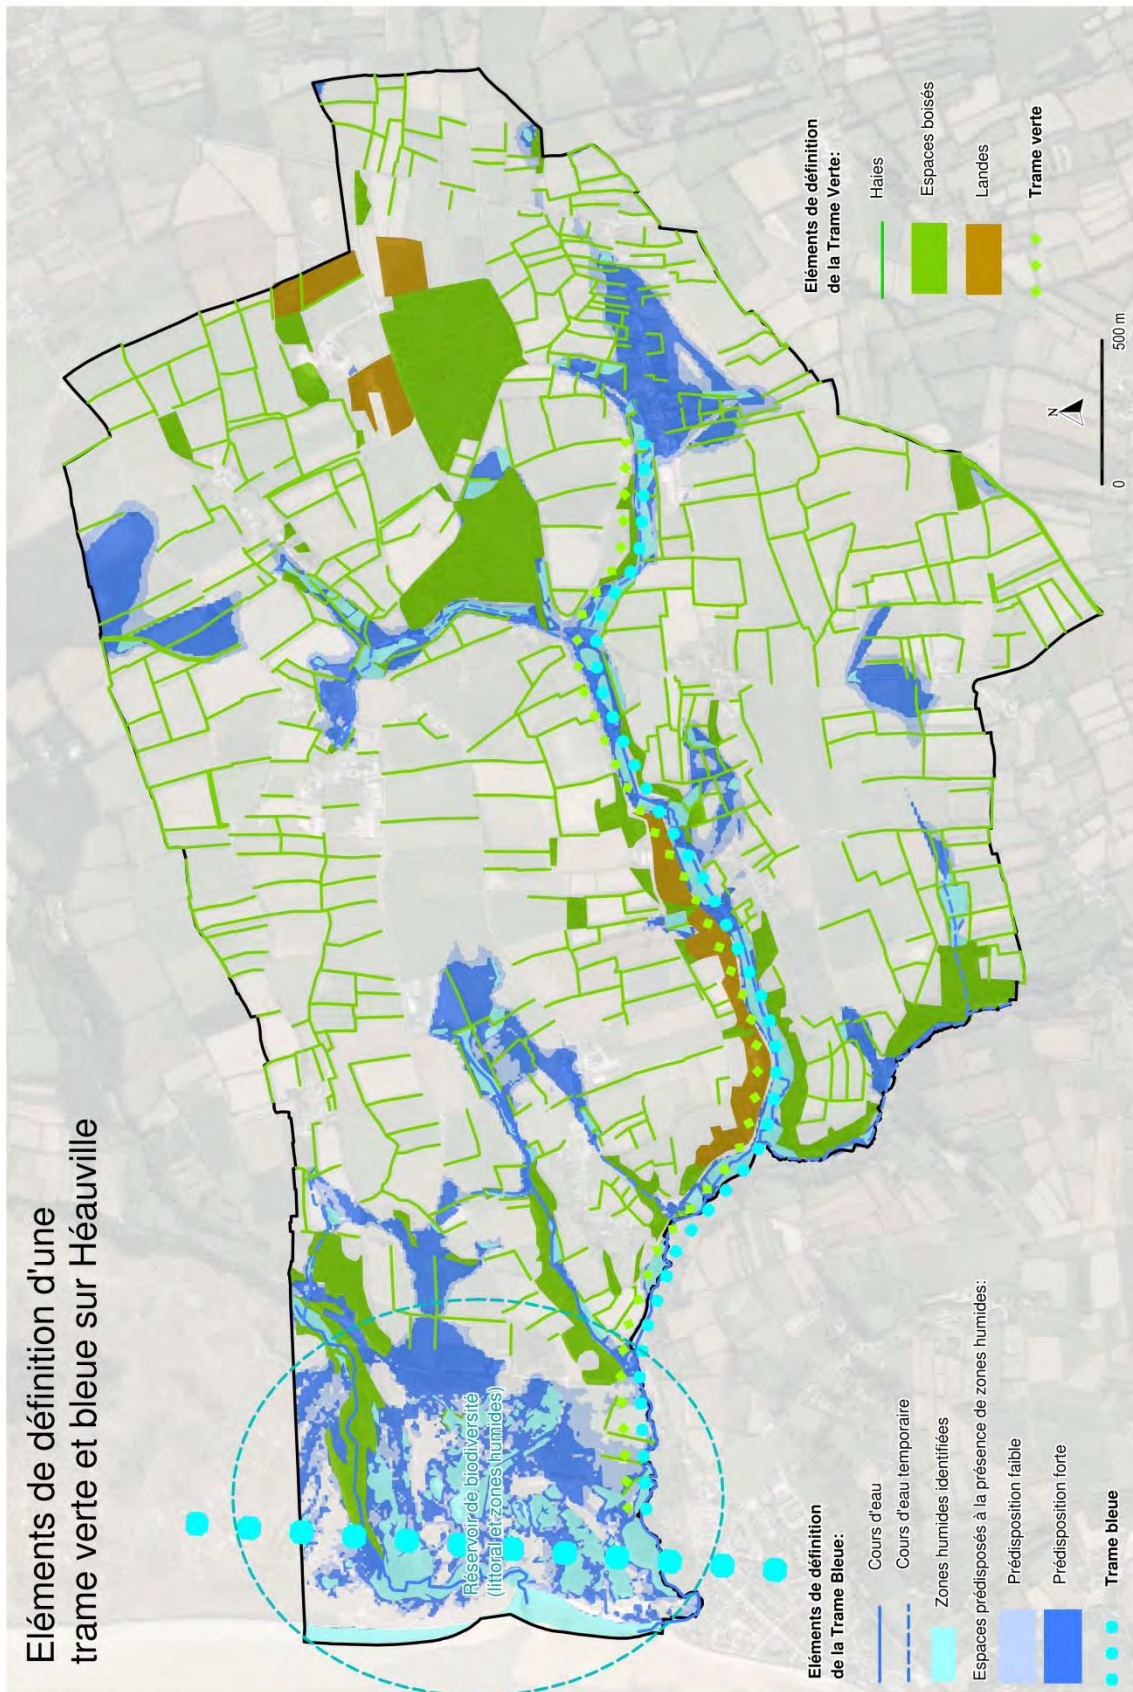 Eléments de définition d'une
trame verte et bleue sur Héauville
Réservoir de biodiversité
(littoral et zones humides)
Eléments de définition
de la Trame Bleue:
Cours d'eau
Cours d'eau temporaire
Zones humides identifiées
Espaces prédisposés à la présence de zones humides:
Prédisposition faible
Prédisposition forte
Trame bleue
Eléments de définition
de la Trame Verte:
Haies
Espaces boisés
Landes
Trame verte
N
0 500 m